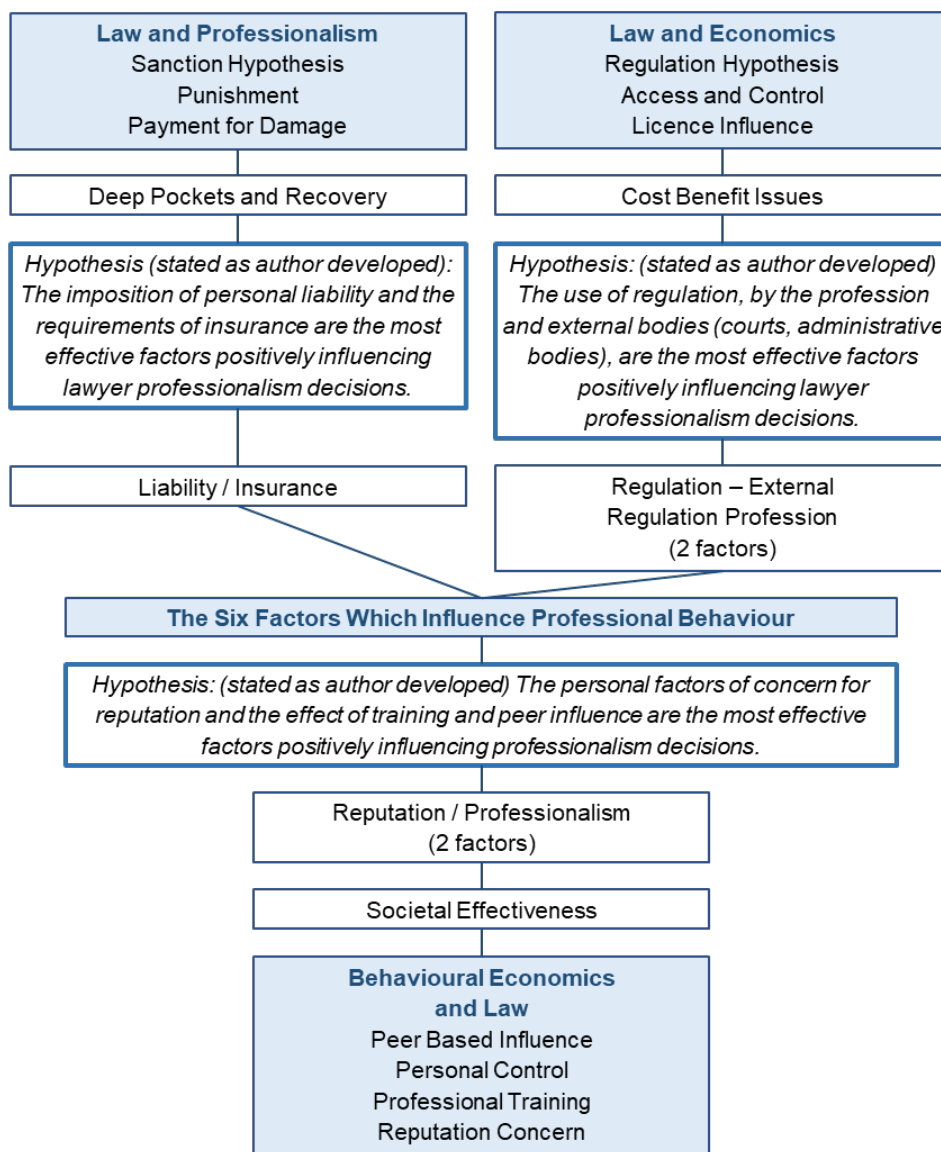 Law and Professionalism
Sanction Hypothesis
Punishment
Payment for Damage
Law and Economics
Regulation Hypothesis
Access and Control
Licence Influence
Deep Pockets and Recovery
Cost Benefit Issues
Hypothesis (stated as author developed):
The imposition of personal liability and the
requirements of insurance are the most
effective factors positively influencing
lawyer professionalism decisions.
Hypothesis: (stated as author developed)
The use of regulation, by the profession
and external bodies (courts, administrative
bodies), are the most effective factors
positively influencing lawyer
professionalism decisions.
Liability / Insurance
Regulation – External
Regulation Profession
(2 factors)
The Six Factors Which Influence Professional Behaviour
Hypothesis: (stated as author developed) The personal factors of concern for
reputation and the effect of training and peer influence are the most effective
factors positively influencing professionalism decisions.
Reputation / Professionalism
(2 factors)
Societal Effectiveness
Behavioural Economics
and Law
Peer Based Influence
Personal Control
Professional Training
Reputation Concern